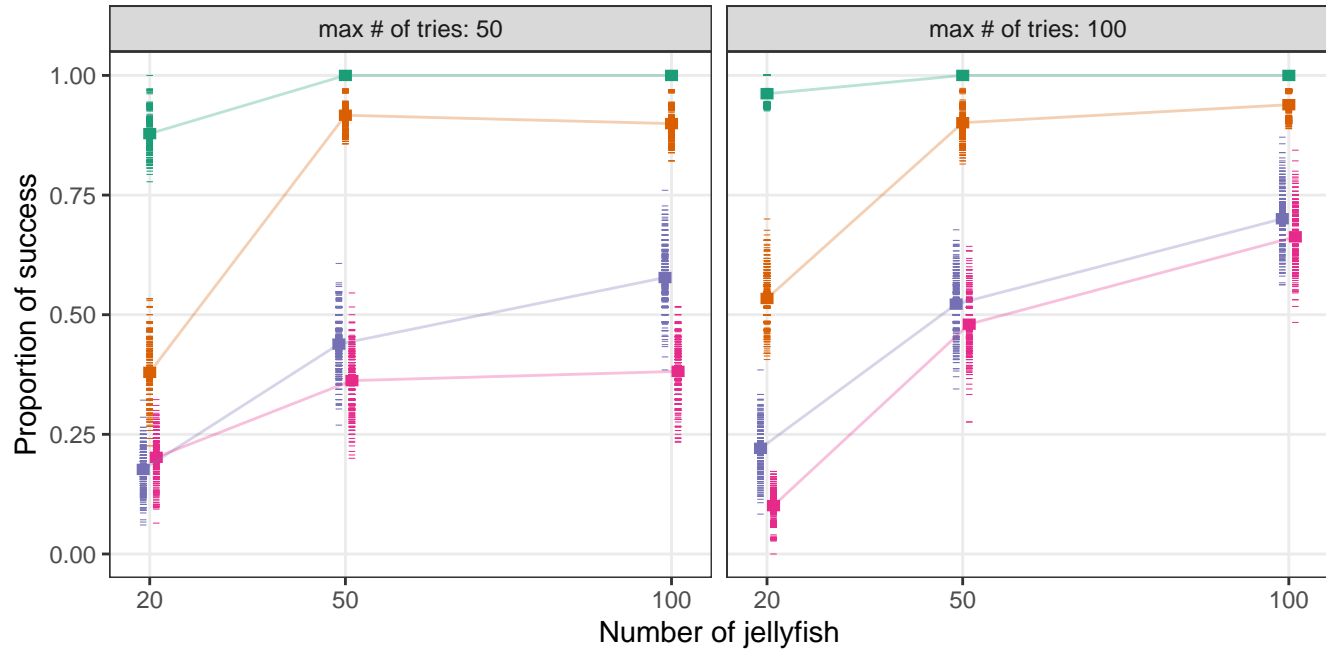 max # of tries: 50
max # of tries: 100
1.00
0.75
0.50
0.25
0.00
20
50
100
20
50
100
Number of jellyfish
Proportion of success